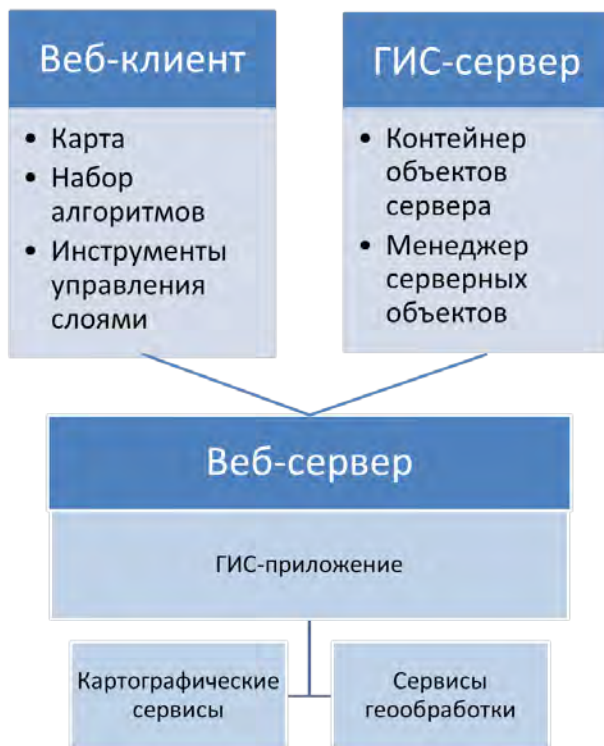 Веб-клиент
• Карта
• Набор
алгоритмов
• Инструменты
управления
слоями
ГИС-сервер
• Контейнер
объектов
сервера
• Менеджер
серверных
объектов
Веб-сервер
ГИС-приложение
Картографические
сервисы
Сервисы
геообработки